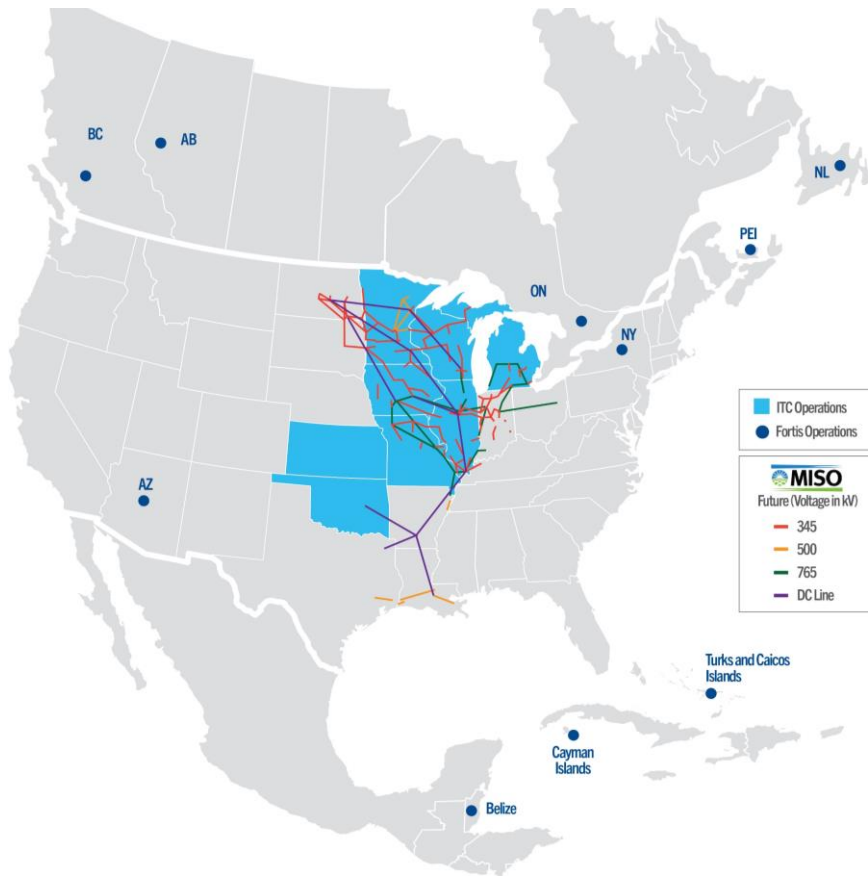 BC
AB
NL
PEI
ON
NY
AZ
ITC Operations
Fortis Operations
MISO
Future (Voltage in kV)
345
500
765
DC Line
Turks and Caicos
Islands
Cayman
Islands
Belize